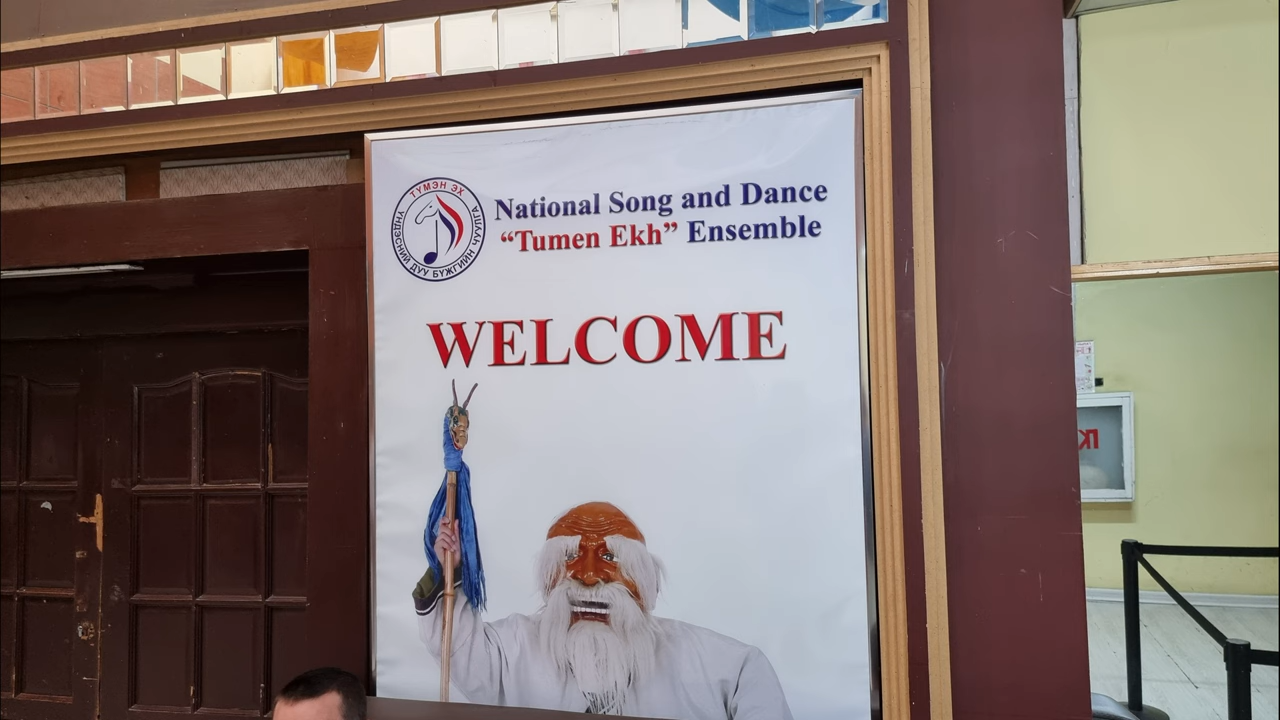 ТҮМЭН ЭХ
ҮНДЭСНИЙ ДУУ БҮЖГИЙН ЧУУЛГА
National Song and Dance
“Tumen Ekh” Ensemble
WELCOME